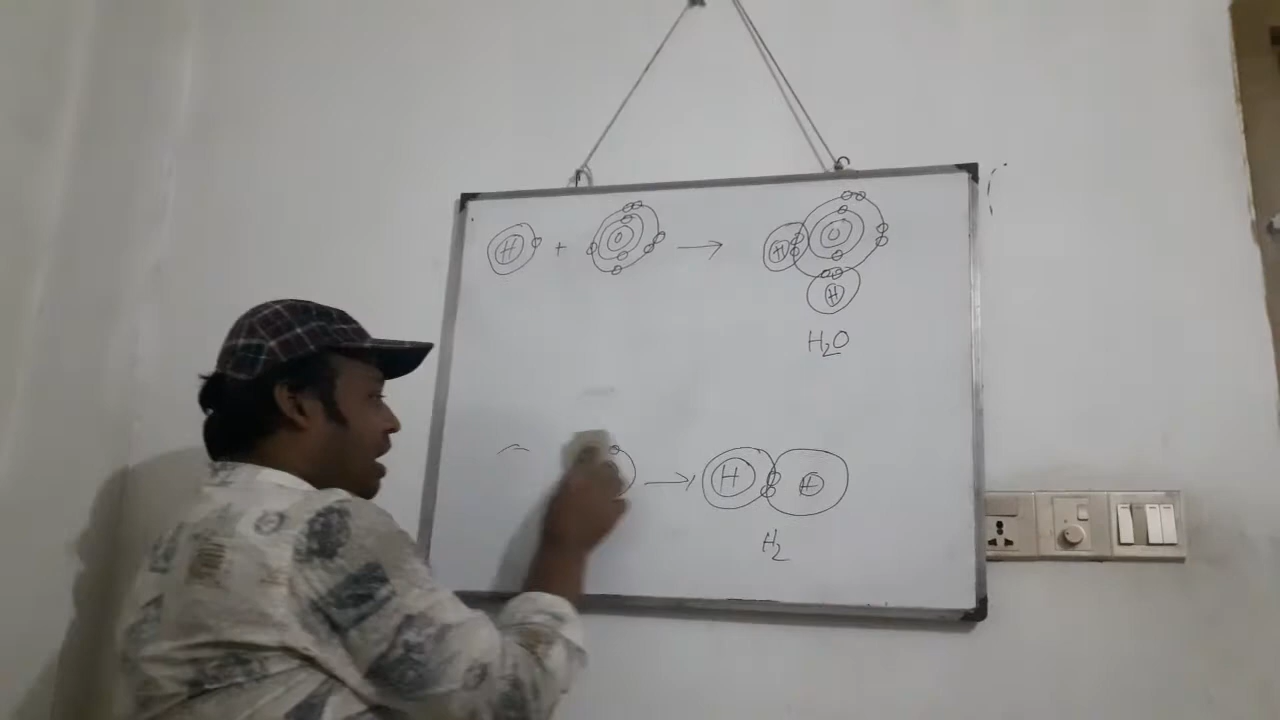 H + O → H O H
H₂O
→ H H
H₂